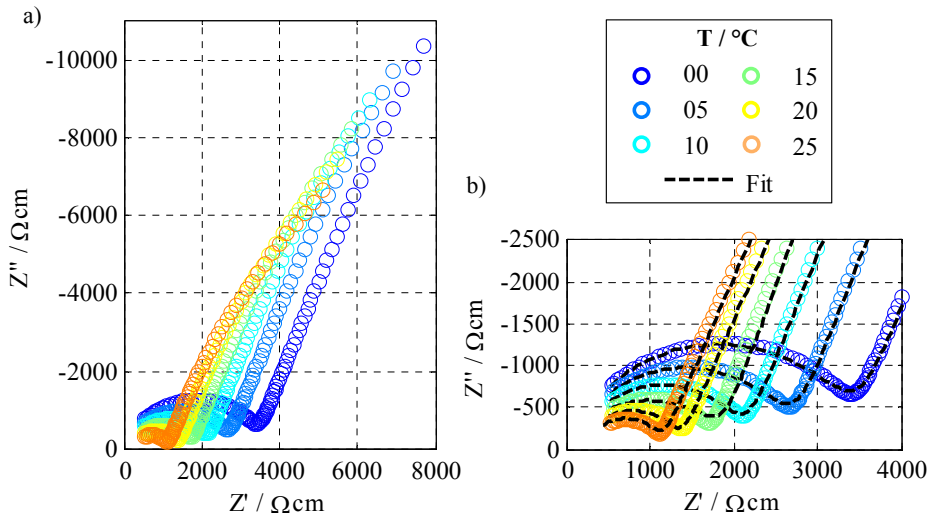 a)
-10000
-8000
-6000
-4000
-2000
0
0 2000 4000 6000 8000
Z' / Ωcm
Z'' / Ωcm
T / °C
00 15
05 20
10 25
Fit
b)
-2500
-2000
-1500
-1000
-500
0
0 1000 2000 3000 4000
Z' / Ωcm
Z'' / Ωcm